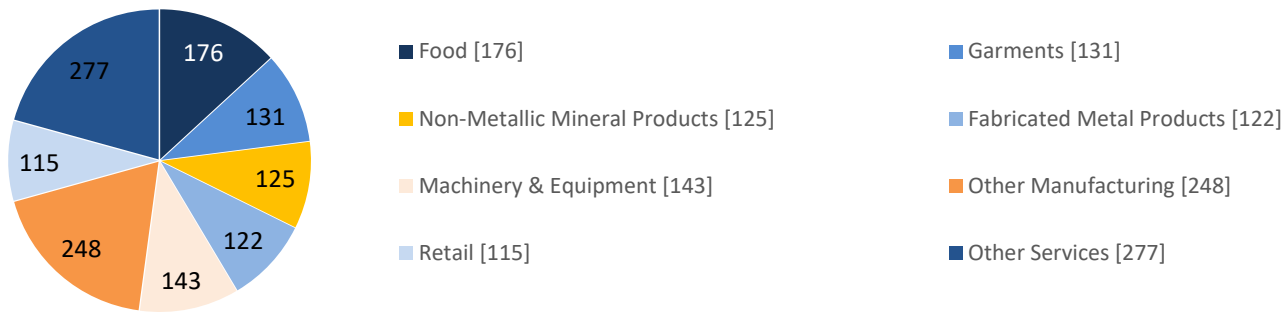 176
131
125
122
143
248
115
277
Food [176]
Garments [131]
Non-Metallic Mineral Products [125]
Fabricated Metal Products [122]
Machinery & Equipment [143]
Other Manufacturing [248]
Retail [115]
Other Services [277]